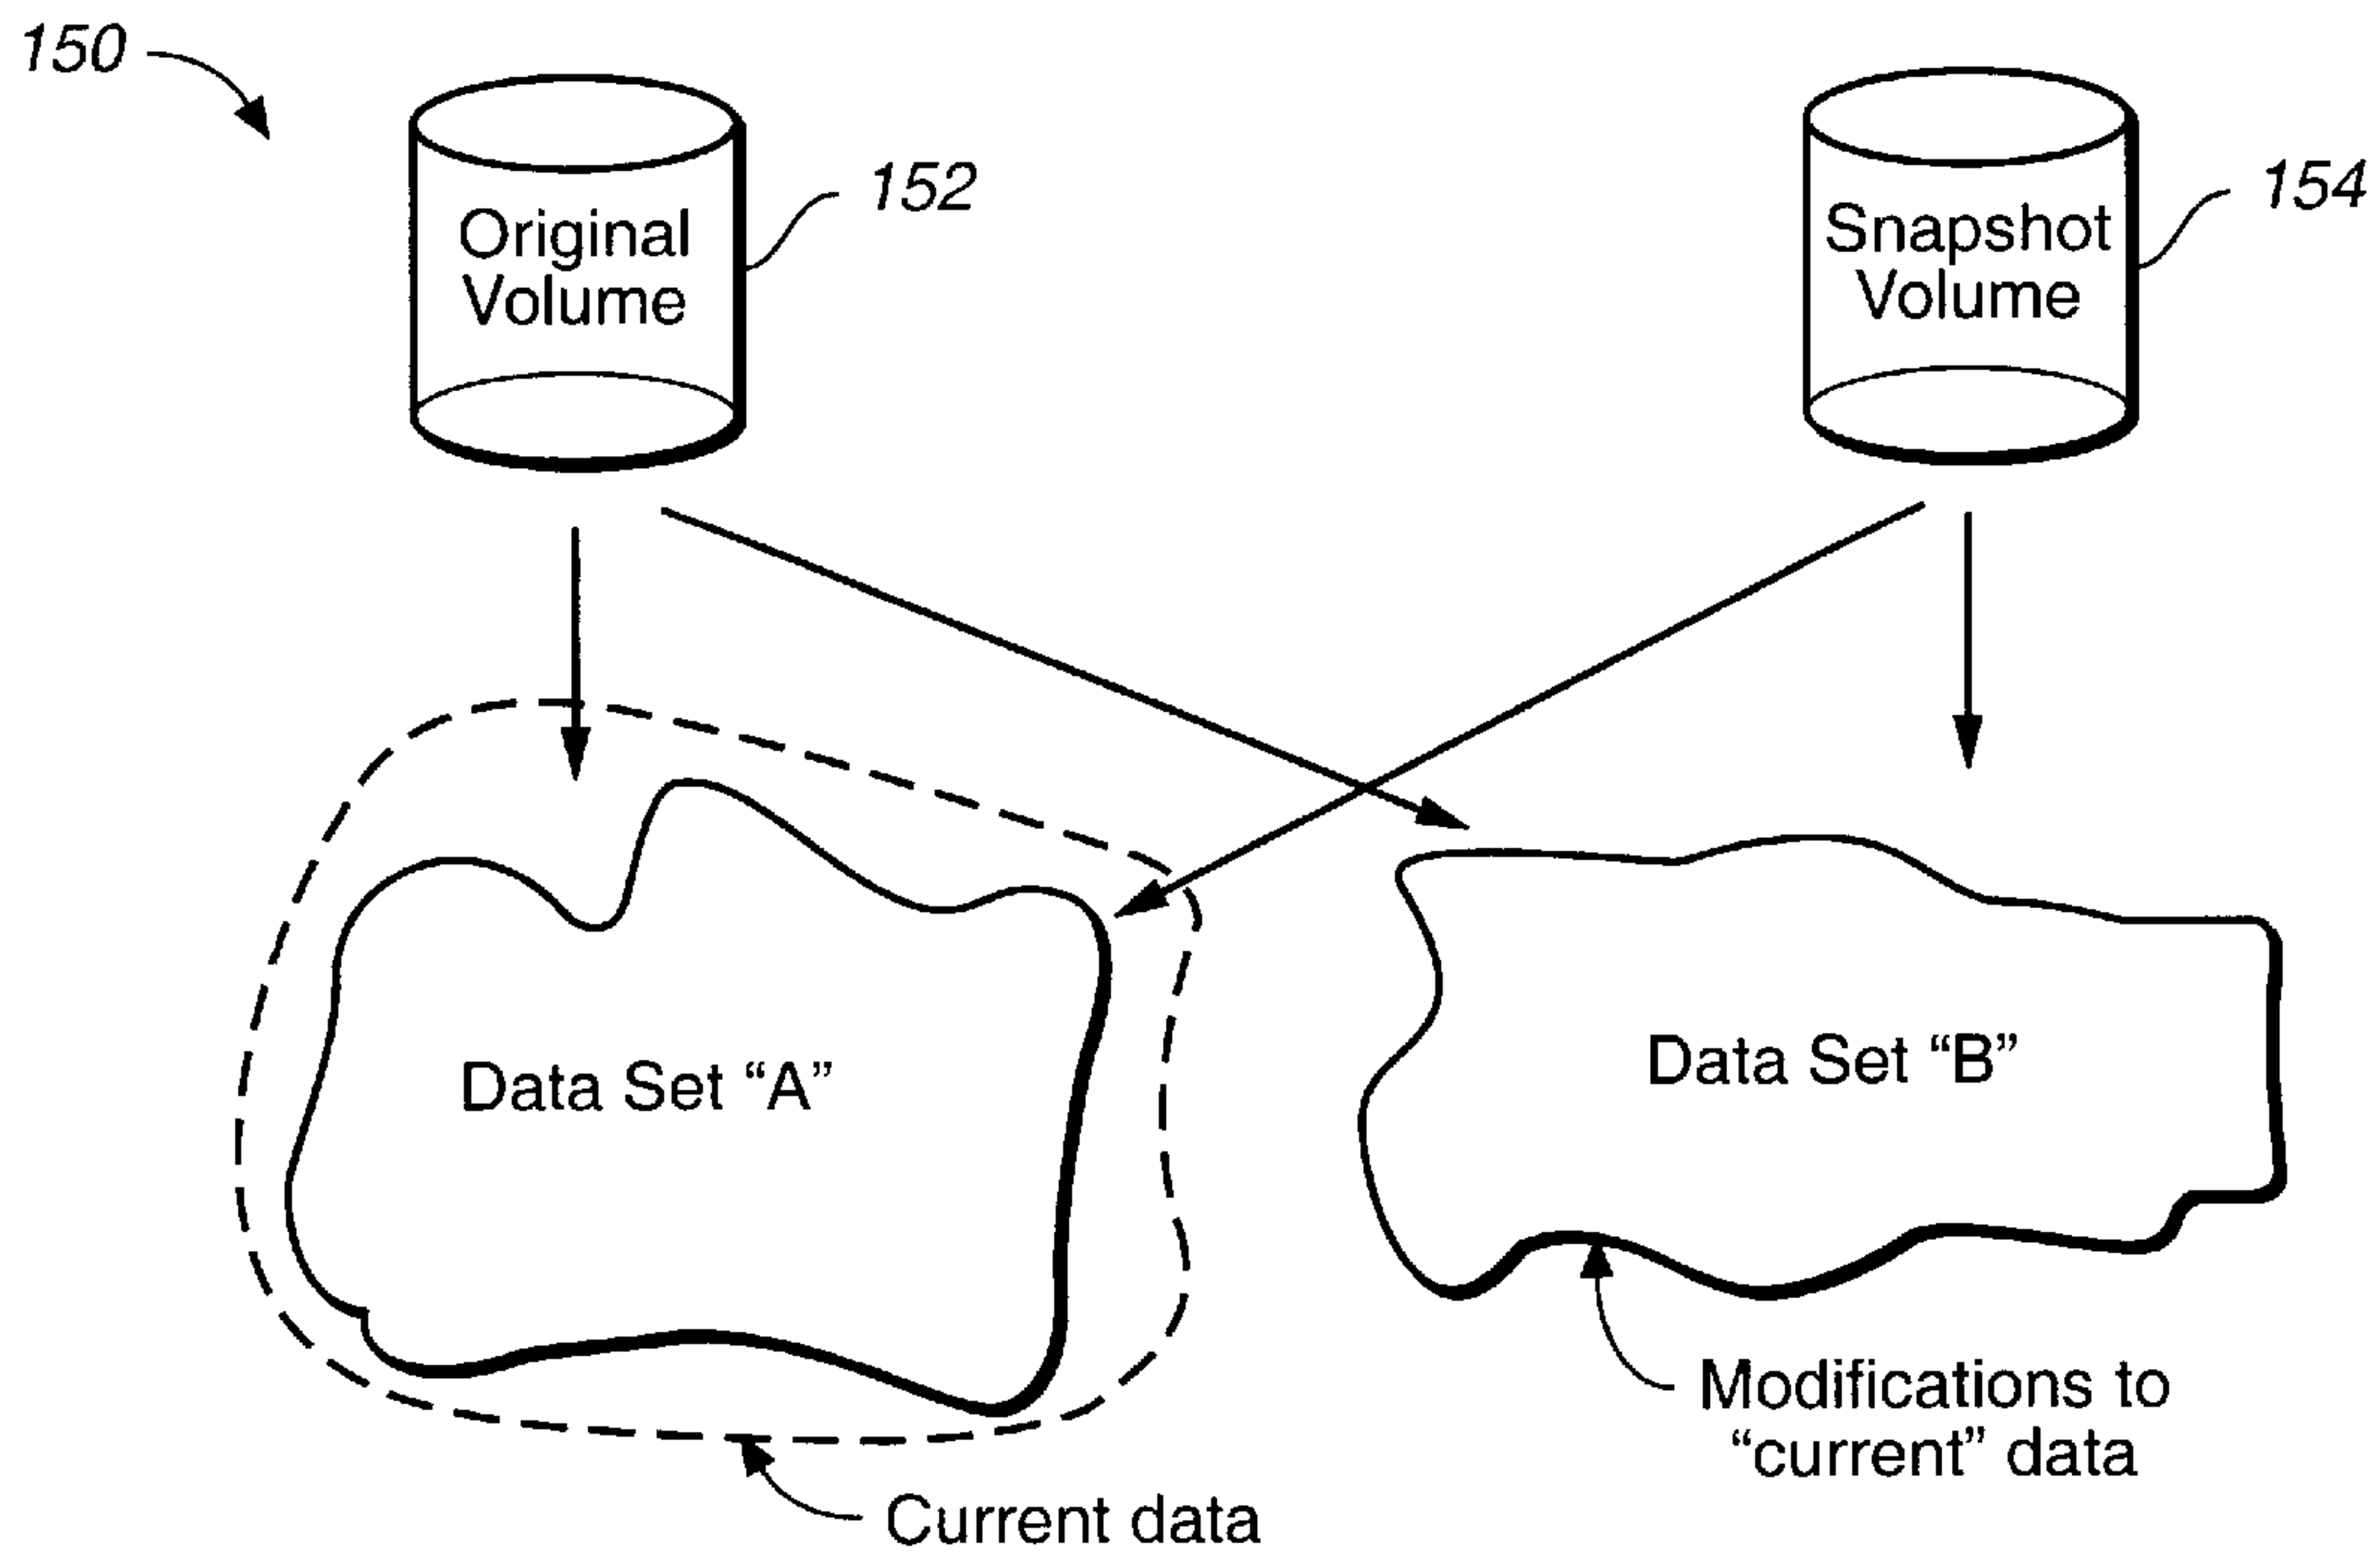 150
Original
Volume
152
Snapshot
Volume
154
Data Set “A”
Data Set “B”
Modifications to
“current” data
Current data